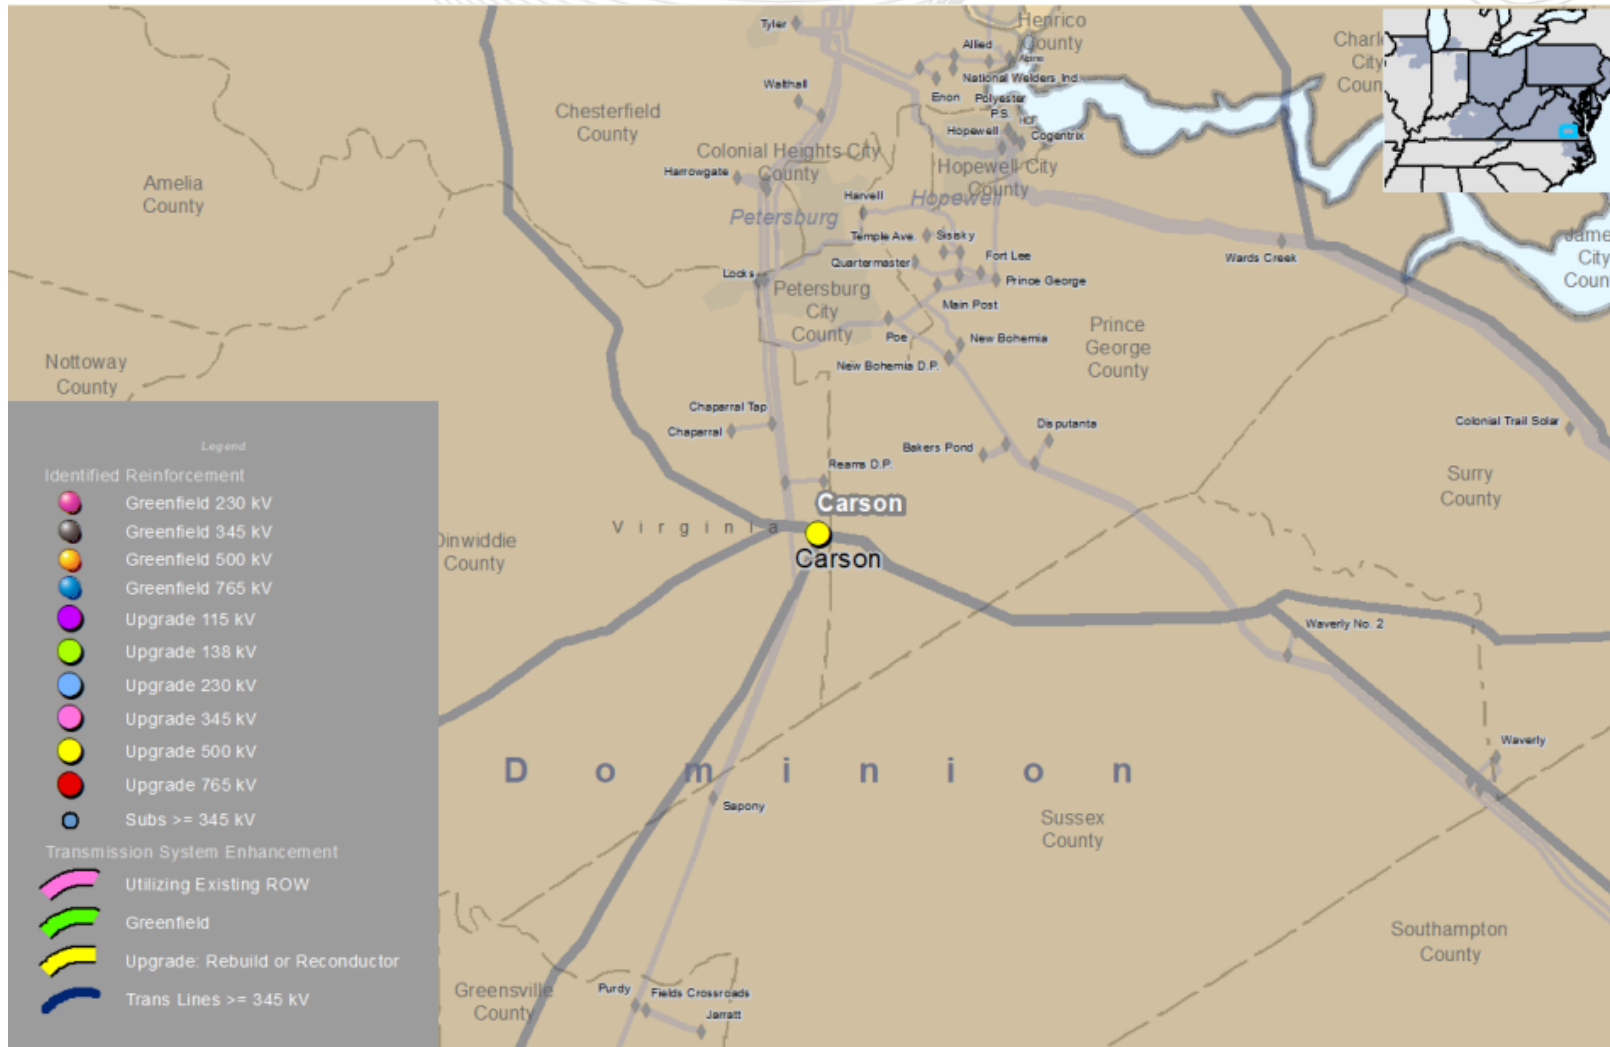 Tyler
Henrico
County
Allied
Alpine
Charl
City
Coun
National Welders Ind.
Walthall
Chesterfield
County
Enon
Polyester
P.S.
HCF
Hopewell
Cogentrix
Colonial Heights City
County
Hopewell City
County
Harrowgate
Amelia
County
Harvell
Hopewell
Petersburg
Temple Ave.
Sisisky
Jame
City
Coun
Fort Lee
Wards Creek
Quartermaster
Locks
Prince George
Petersburg
City
County
Main Post
Prince
George
County
Poe
New Bohemia
New Bohemia D.P.
Nottoway
County
Chaparral Tap
Chaparral
Disputanta
Colonial Trail Solar
Bakers Pond
Reams D.P.
Surry
County
Carson
Virginia
Carson
Dinwiddie
County
Waverly No. 2
Waverly
Dominion
Sapony
Sussex
County
Southampton
County
Greensville
County
Purdy
Fields Crossroads
Jarratt
Legend
Identified Reinforcement
Greenfield 230 kV
Greenfield 345 kV
Greenfield 500 kV
Greenfield 765 kV
Upgrade 115 kV
Upgrade 138 kV
Upgrade 230 kV
Upgrade 345 kV
Upgrade 500 kV
Upgrade 765 kV
Subs >= 345 kV
Transmission System Enhancement
Utilizing Existing ROW
Greenfield
Upgrade: Rebuild or Reconductor
Trans Lines >= 345 kV